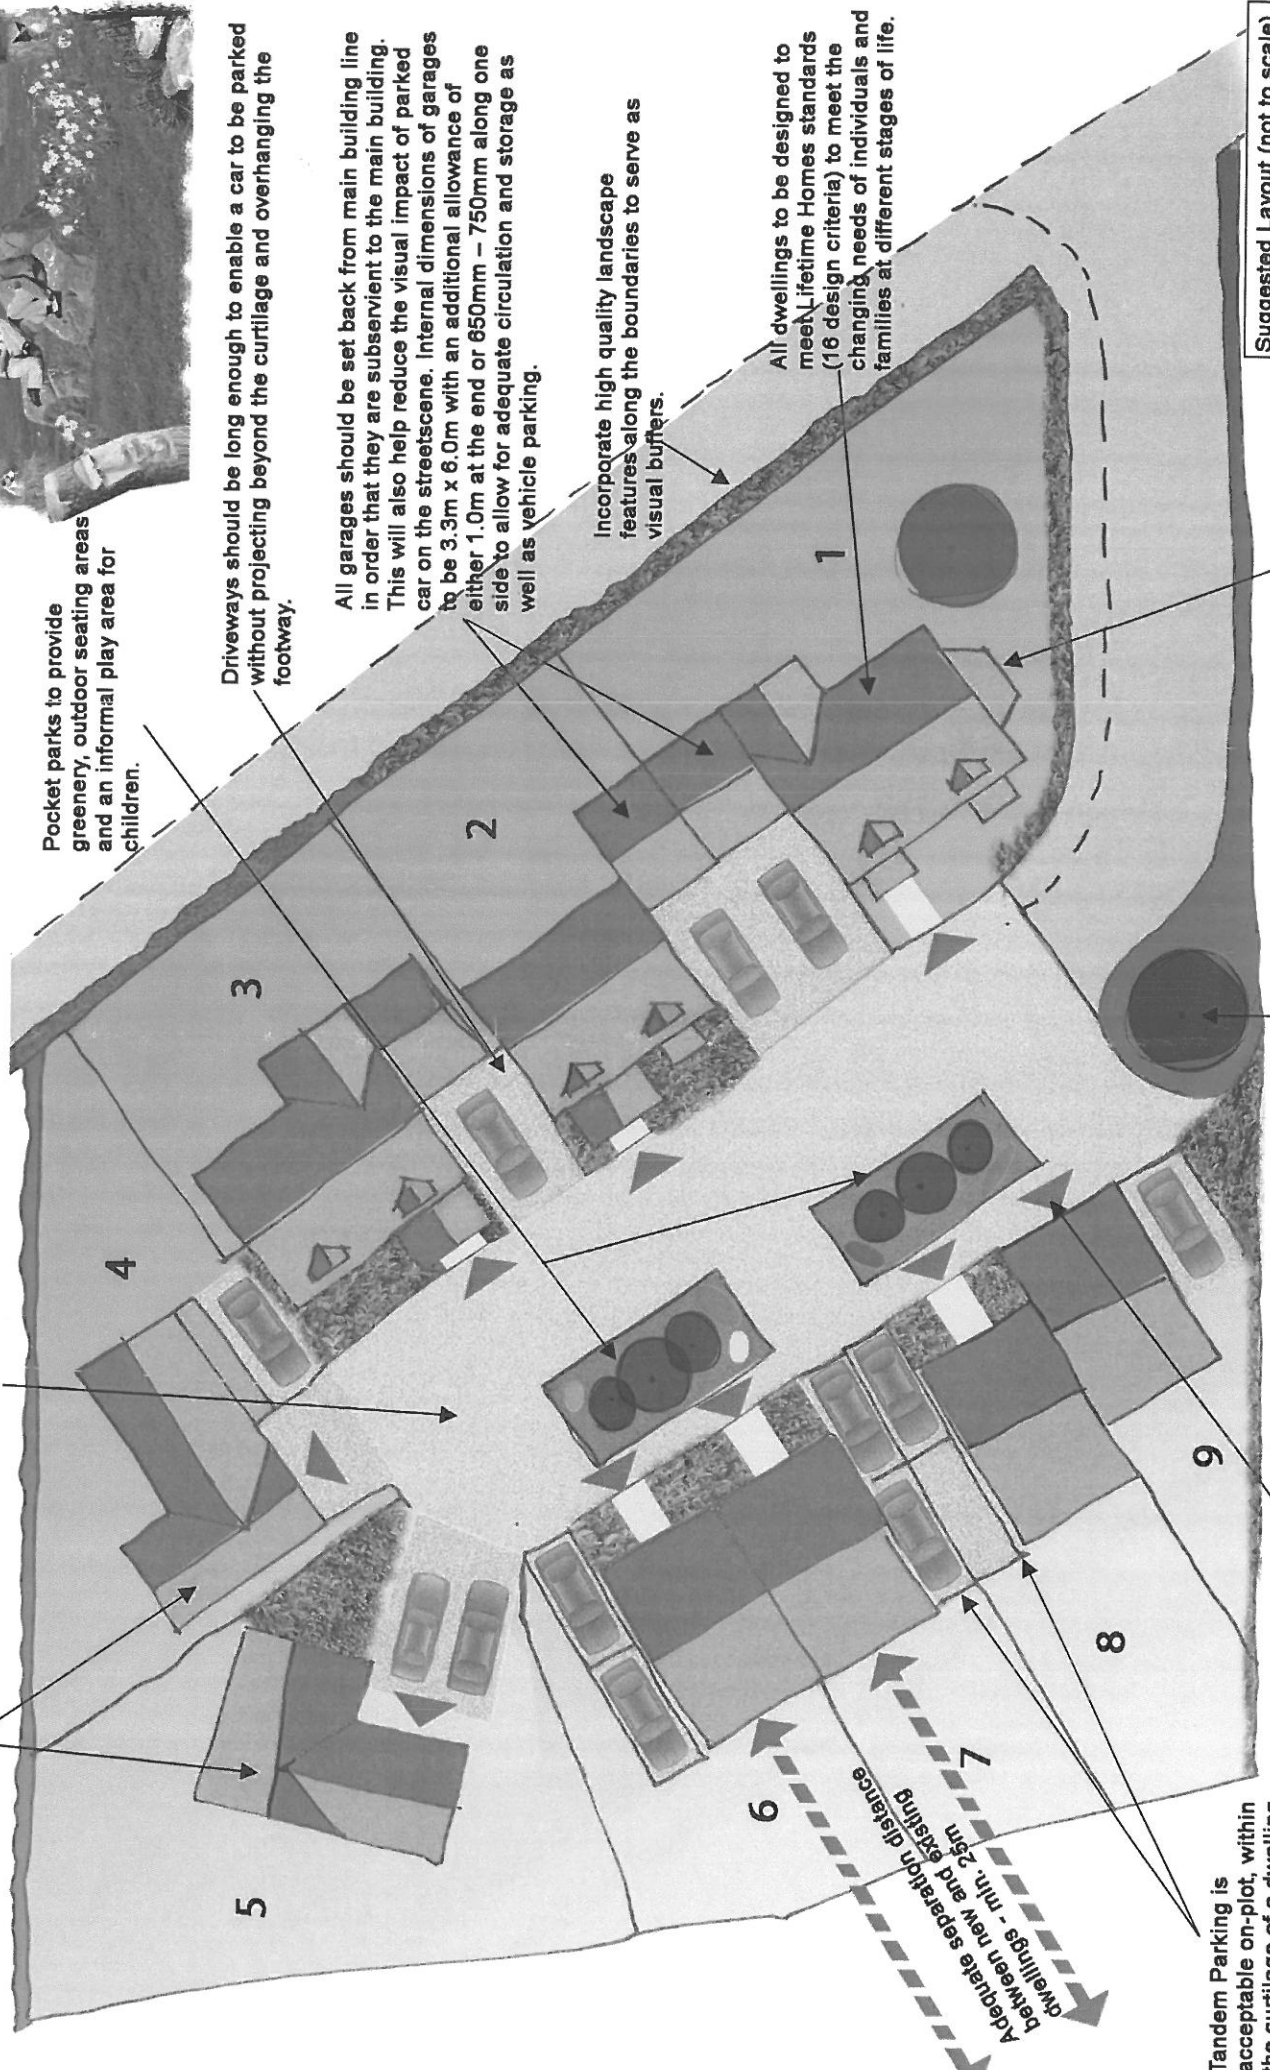 Pocket parks to provide
greenery, outdoor seating areas
and an informal play area for
children.
Driveways should be long enough to enable a car to be parked
without projecting beyond the curtilage and overhanging the
footway.
All garages should be set back from main building line
in order that they are subservient to the main building.
This will also help reduce the visual impact of parked
car on the streetscene. Internal dimensions of garages
to be 3.3m x 6.0m with an additional allowance of
either 1.0m at the end or 650mm – 750mm along one
side to allow for adequate circulation and storage as
well as vehicle parking.
Incorporate high quality landscape
features along the boundaries to serve as
visual buffers.
All dwellings to be designed to
meet Lifetime Homes standards
(16 design criteria) to meet the
changing needs of individuals and
families at different stages of life.
1
2
3
4
5
6
7
8
9
Adequate separation distance
between new and existing
dwellings - min. 25m
Tandem Parking is
acceptable on-plot, within
the curtilage of a dwelling
Suggested Layout (not to scale)